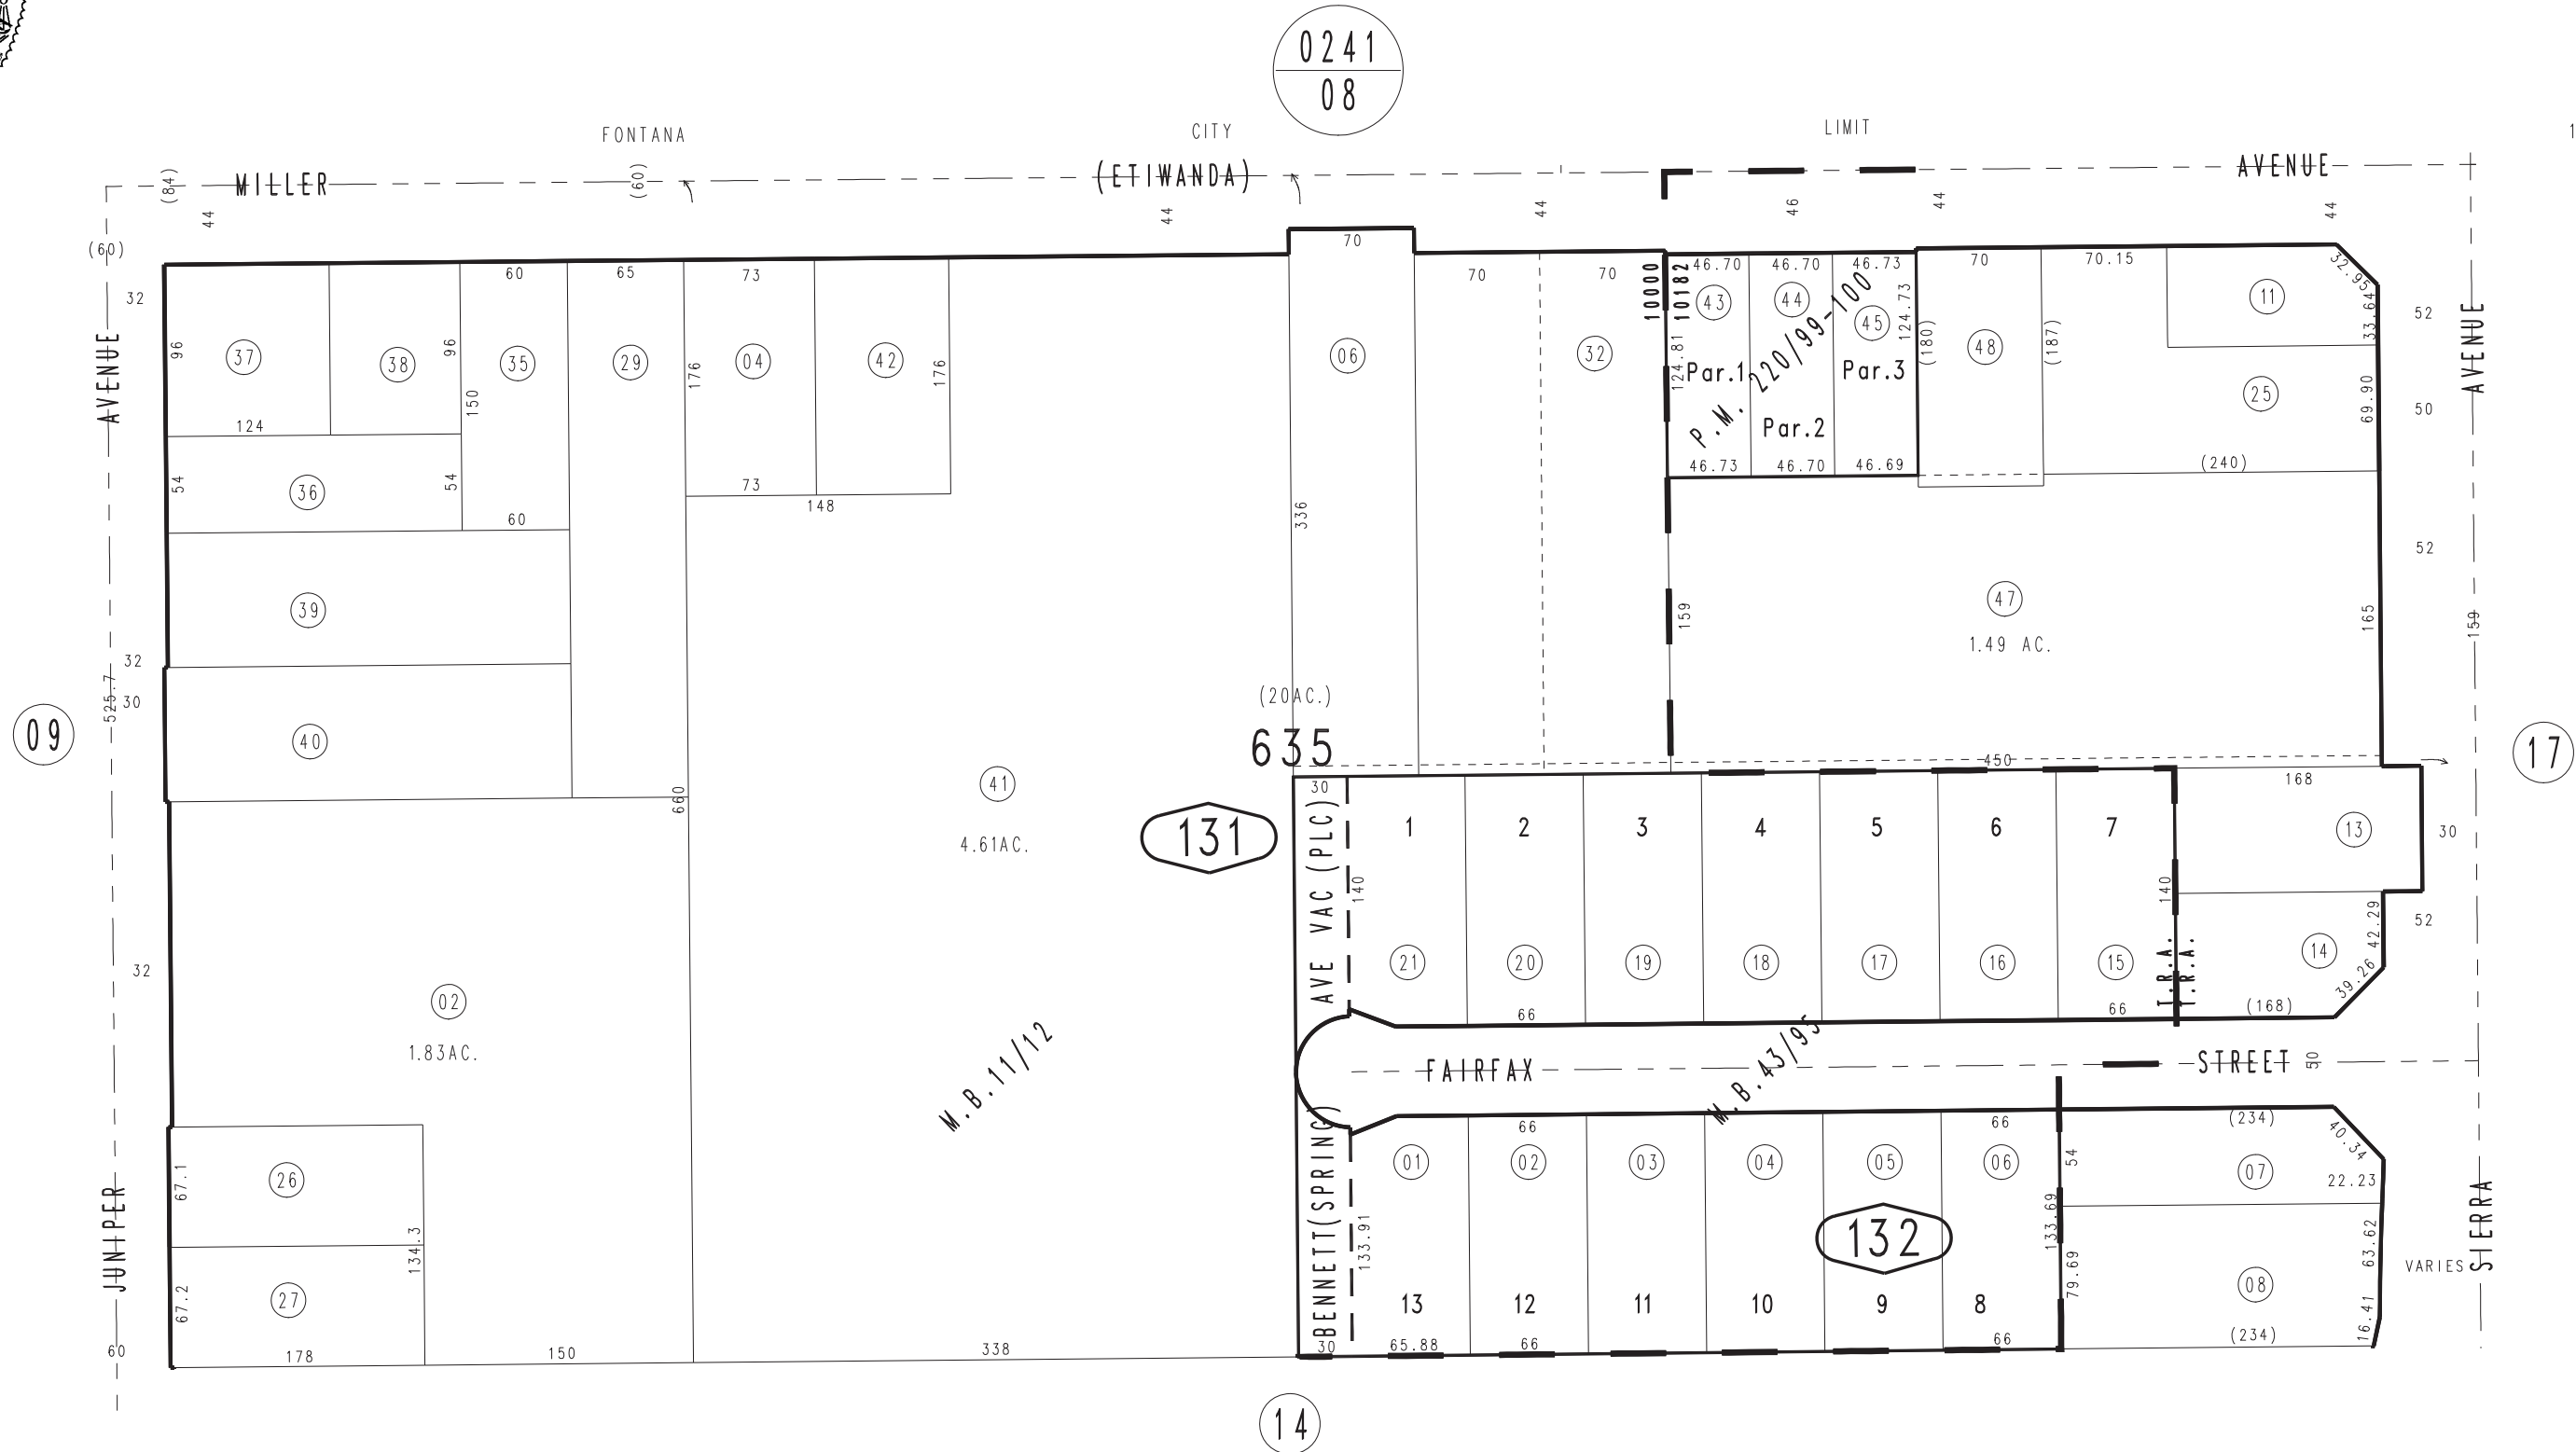 0241
08
FONTANA CITY LIMIT
1
MILLER (ETIWANDA) AVENUE
(84) (60)
44 44 44 46 44 44
(60)
32
AVENUE
70
60 65 73
70 70
10000
10182
46.70 46.70 46.73
70 70.15
32.95
33.64
11
52
AVENUE
96 37 38 96 35 29 176 04 42 176
06 32
43 44 45
124.81
124.73
Par.1
Par.2
Par.3
P.M. 220/99-100
(180) 48 (187)
25
69.90
50
124
150
54 36 54
60
73
148
46.73 46.70 46.69
(240)
336
52
39
159
47
1.49 AC.
165
159
32
525.7
30
(20AC.)
635
09
40
17
450
660
41
4.61AC.
131
30
168
1 2 3 4 5 6 7
13
30
AVE VAC (PLC)
140
140
32
21 20 19 18 17 16 15
T.R.A.
T.R.A.
14
42.29
52
39.26
66 66 (168)
02
1.83AC.
M.B.11/12
M.B.43/95
FAIRFAX STREET
50
66 66 (234)
40.34
67.1
26
BENNETT(SPRING)
01 02 03 04 05 06
54
07
22.23
JUNIPER
SIERRA
134.3
133.91
132
133.69
79.69
63.62
VARIES
67.2
27
13 12 11 10 9 8
08
16.41
60
178 150 338
30 65.88 66 66 (234)
14